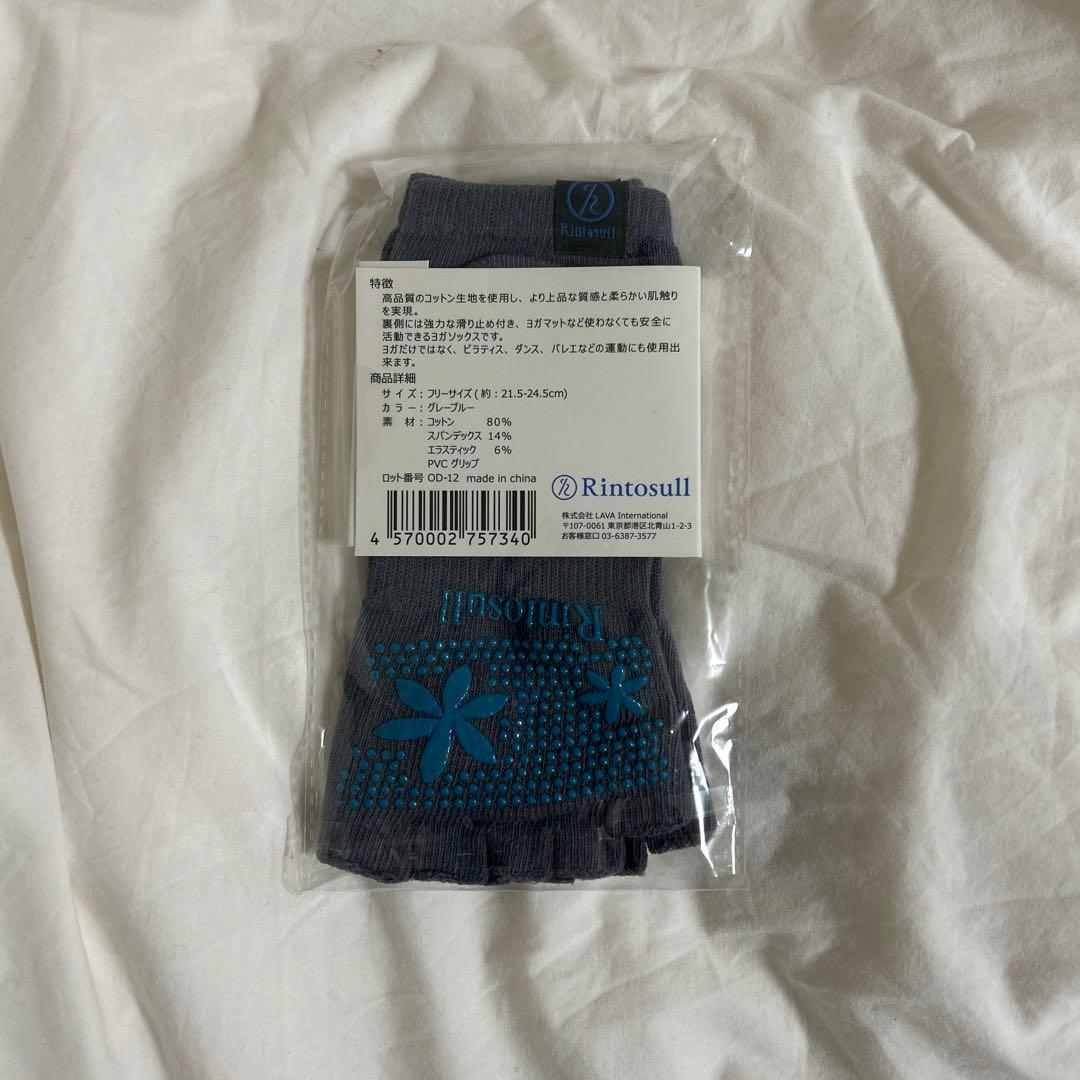 Rintosull
特徴
高品質のコットン生地を使用し、より上品な質感と柔らかい肌触り
を実現。
裏側には強力な滑り止め付き、ヨガマットなど使わなくても安全に
活動できるヨガソックスです。
ヨガだけではなく、ピラティス、ダンス、バレエなどの運動にも使用出
来ます。
商品詳細
サイズ：フリーサイズ ( 約：21.5-24.5cm)
カラー：グレーブルー
素　材：コットン　80%
スパンデックス 14%
エラスティック　6%
PVC グリップ
ロット番号 OD-12 made in china
Rintosull
株式会社 LAVA International
〒107-0061 東京都港区北青山1-2-3
お客様窓口 03-6387-3577
4 570002 757340
Rintosull